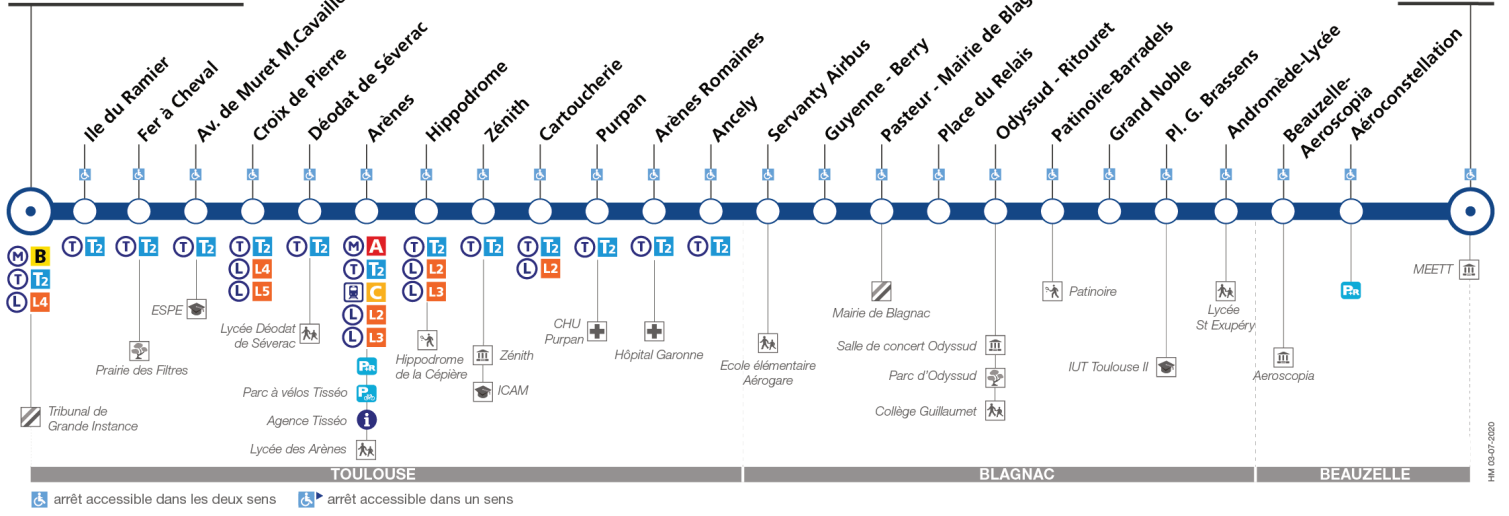 Ile du Ramier
Fer à Cheval
Av. de Muret M.Cavaillé
Croix de Pierre
Déodat de Séverac
Arènes
Hippodrome
Zénith
Cartoucherie
Purpan
Arènes Romaines
Ancely
Servanty Airbus
Guyenne - Berry
Pasteur - Mairie de Blag
Place du Relais
Odyssud - Ritouret
Patinoire-Barradels
Grand Noble
Pl. G. Brassens
Andromède-Lycée
Beauzelle-
Aeroscopia
Aéroconstellation
M B
T T2
L L4
T T2
T T2
T T2
T T2
L L4
L L5
T T2
M A
T T2
C
L L2
L L3
T T2
L L2
L L3
T T2
T T2
L L2
T T2
T T2
T T2
Tribunal de
Grande Instance
Prairie des Filtres
ESPE
Lycée Déodat
de Séverac
P+R
Parc à vélos Tisséo
P
Agence Tisséo
i
Lycée des Arènes
Hippodrome
de la Cépière
Zénith
ICAM
CHU
Purpan
Hôpital Garonne
Ecole élémentaire
Aérogare
Mairie de Blagnac
Salle de concert Odyssud
Parc d'Odyssud
Collège Guillaumet
Patinoire
IUT Toulouse II
Lycée
St Exupéry
Aeroscopia
P+R
MEETT
TOULOUSE
BLAGNAC
BEAUZELLE
arrêt accessible dans les deux sens
arrêt accessible dans un sens
HM 03-07-2020